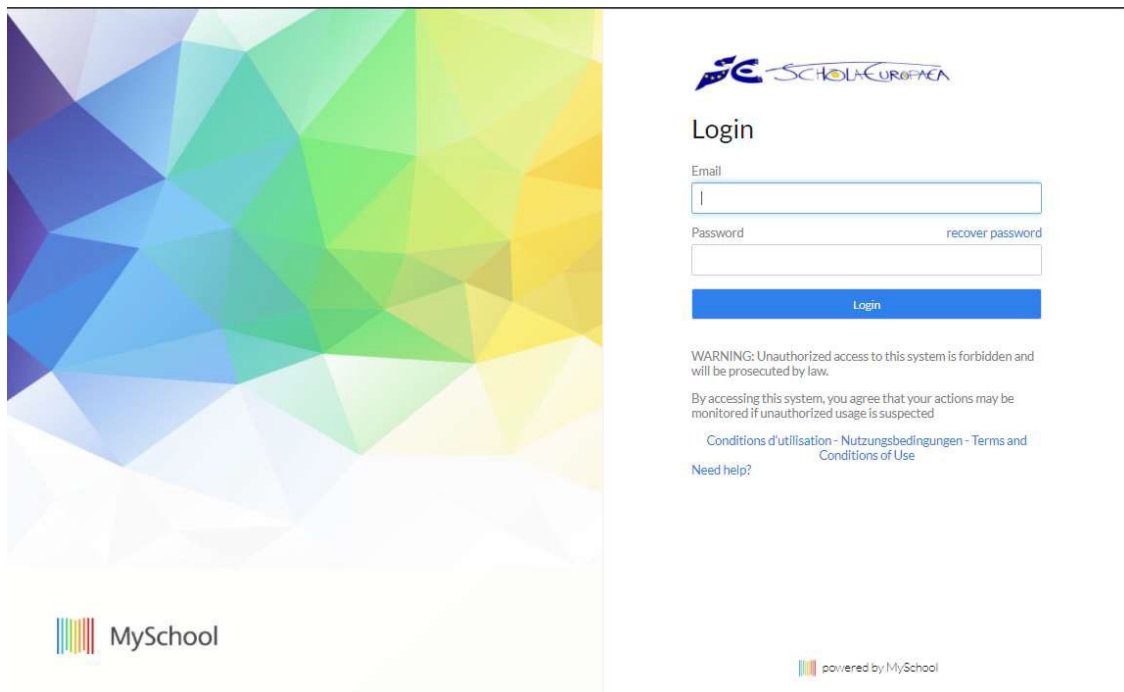 SE SCHOLA EUROPAEA
Login
Email
Password recover password
Login
WARNING: Unauthorized access to this system is forbidden and
will be prosecuted by law.
By accessing this system, you agree that your actions may be
monitored if unauthorized usage is suspected
Conditions d'utilisation - Nutzungsbedingungen - Terms and
Conditions of Use
Need help?
MySchool
powered by MySchool